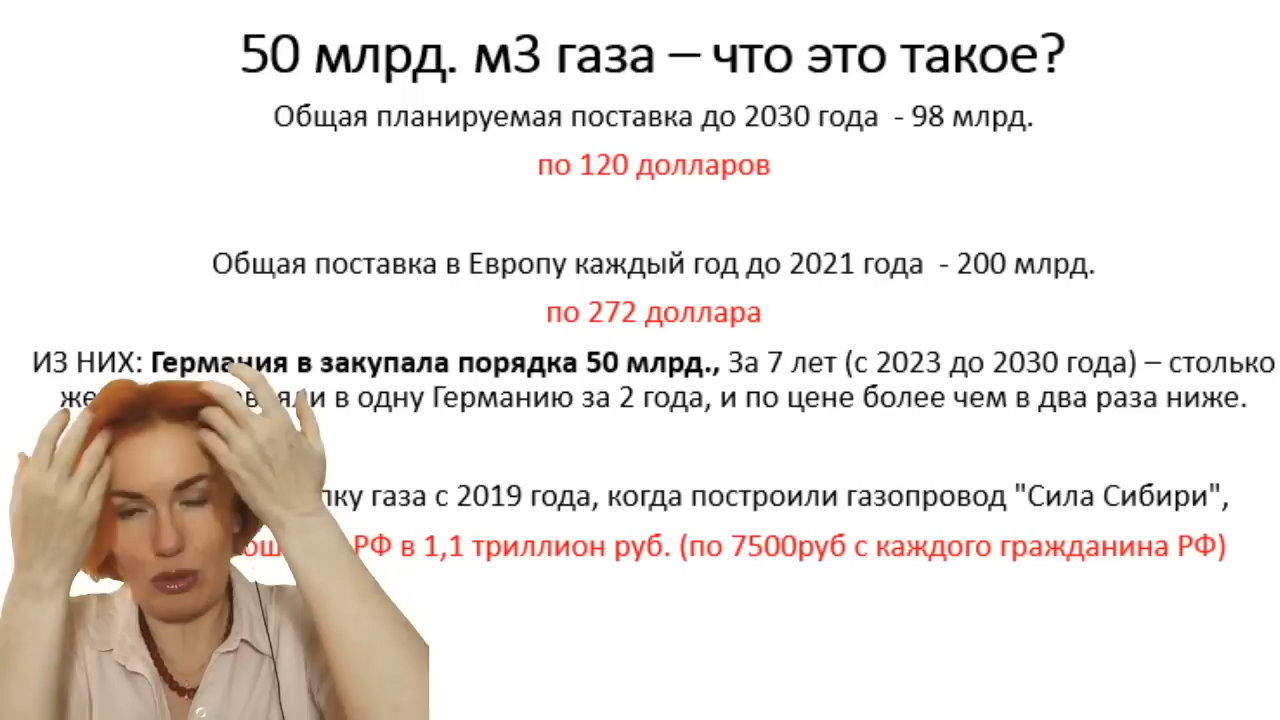 50 млрд. м3 газа – что это такое?
Общая планируемая поставка до 2030 года - 98 млрд.
по 120 долларов
Общая поставка в Европу каждый год до 2021 года - 200 млрд.
по 272 доллара
ИЗ НИХ: Германия в закупала порядка 50 млрд., За 7 лет (с 2023 до 2030 года) – столько
в одну Германию за 2 года, и по цене более чем в два раза ниже.
газа с 2019 года, когда построили газопровод "Сила Сибири",
РФ в 1,1 триллион руб. (по 7500руб с каждого гражданина РФ)